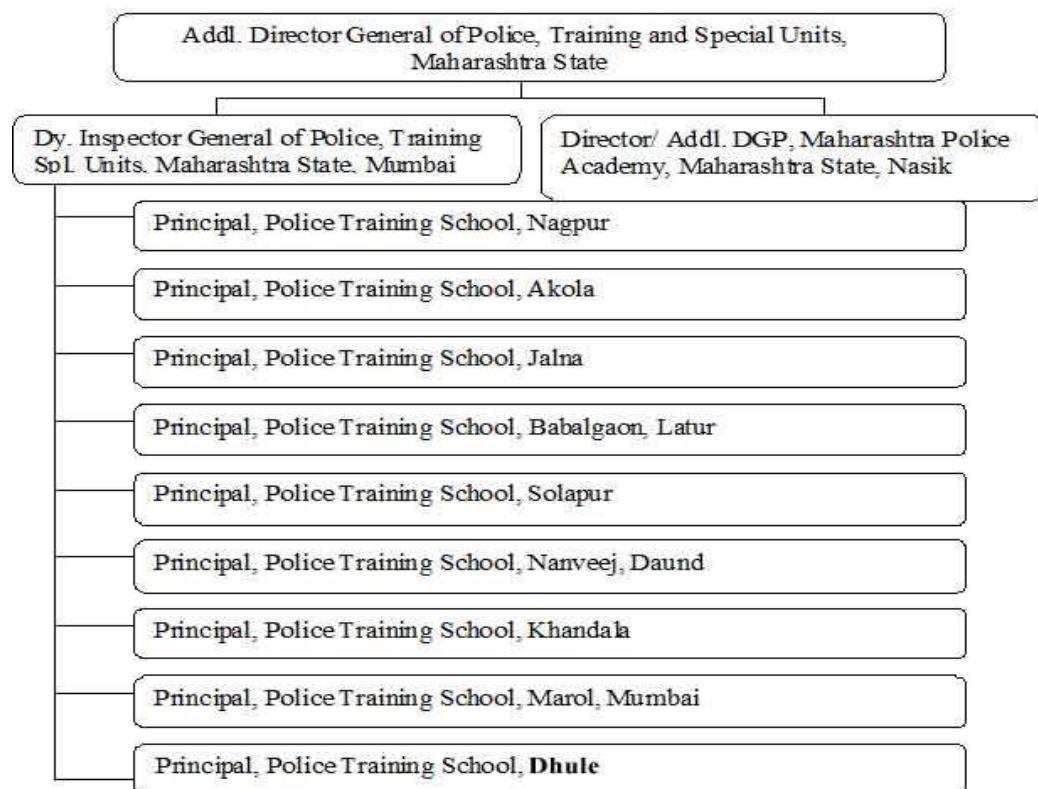 Addl. Director General of Police, Training and Special Units,
Maharashtra State
Dy. Inspector General of Police, Training
Spl. Units, Maharashtra State, Mumbai
Director/ Addl. DGP, Maharashtra Police
Academy, Maharashtra State, Nasik
Principal, Police Training School, Nagpur
Principal, Police Training School, Akola
Principal, Police Training School, Jalna
Principal, Police Training School, Babalgaon, Latur
Principal, Police Training School, Solapur
Principal, Police Training School, Nanveej, Daund
Principal, Police Training School, Khandala
Principal, Police Training School, Marol, Mumbai
Principal, Police Training School, Dhule